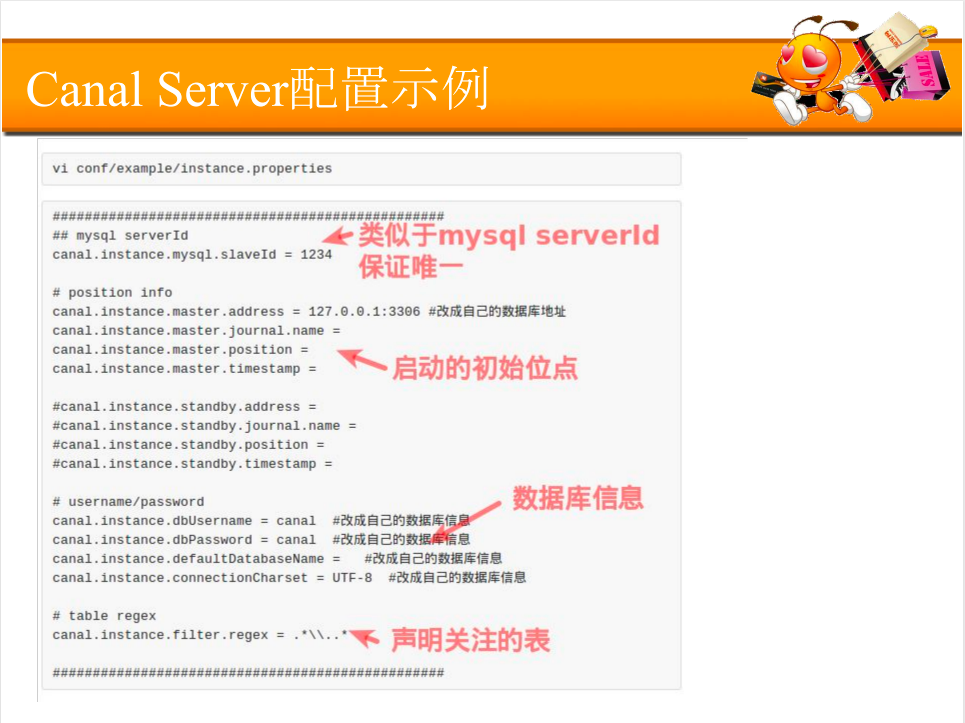 Canal Server配置示例
SALE
vi conf/example/instance.properties
#################################################
## mysql serverId
canal.instance.mysql.slaveId = 1234
类似于mysql serverId
保证唯一
# position info
canal.instance.master.address = 127.0.0.1:3306 #改成自己的数据库地址
canal.instance.master.journal.name =
canal.instance.master.position =
canal.instance.master.timestamp =
启动的初始位点
#canal.instance.standby.address =
#canal.instance.standby.journal.name =
#canal.instance.standby.position =
#canal.instance.standby.timestamp =
# username/password
数据库信息
canal.instance.dbUsername = canal #改成自己的数据库信息
canal.instance.dbPassword = canal #改成自己的数据库信息
canal.instance.defaultDatabaseName = #改成自己的数据库信息
canal.instance.connectionCharset = UTF-8 #改成自己的数据库信息
# table regex
canal.instance.filter.regex = .*\\..*
声明关注的表
#################################################